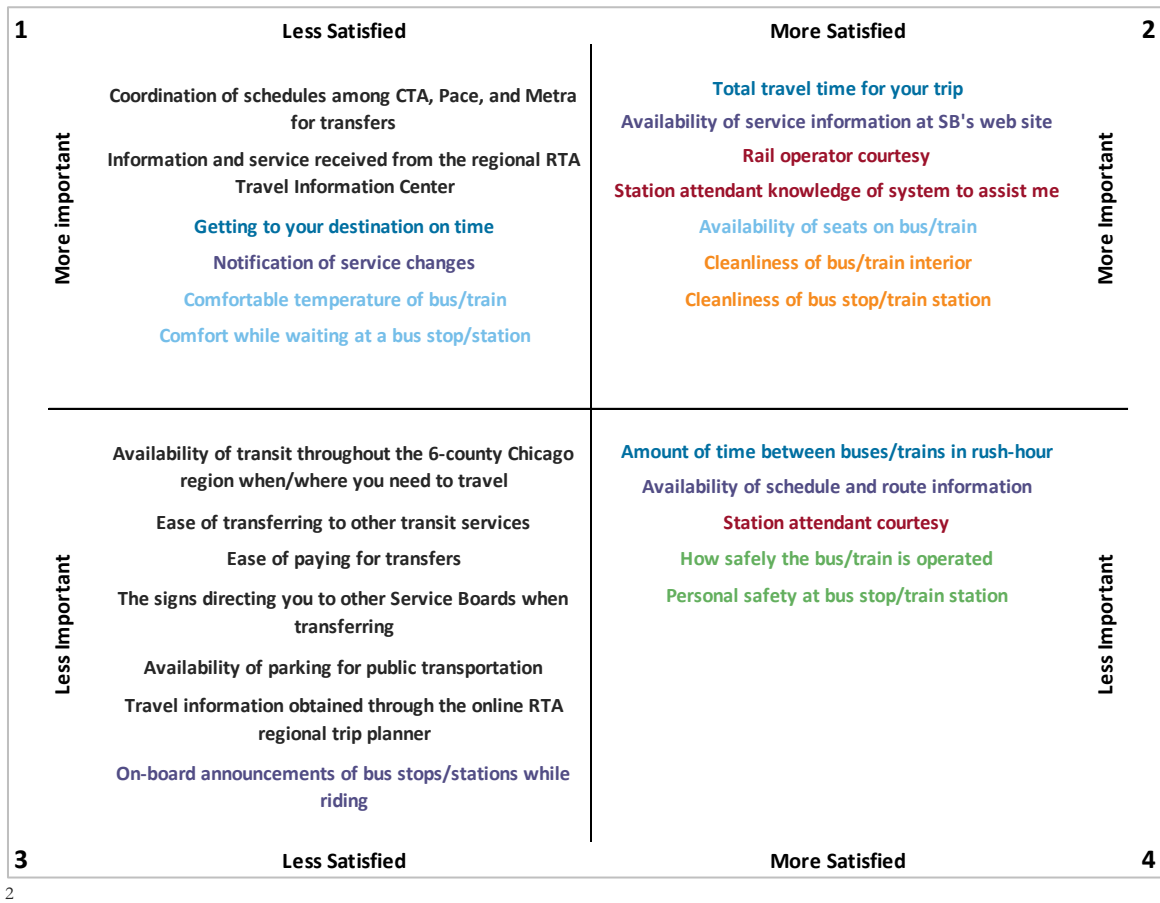 1
Less Satisfied
More Satisfied
2
More important
Coordination of schedules among CTA, Pace, and Metra
for transfers
Information and service received from the regional RTA
Travel Information Center
Getting to your destination on time
Notification of service changes
Comfortable temperature of bus/train
Comfort while waiting at a bus stop/station
Total travel time for your trip
Availability of service information at SB's web site
Rail operator courtesy
Station attendant knowledge of system to assist me
Availability of seats on bus/train
Cleanliness of bus/train interior
Cleanliness of bus stop/train station
More Important
Less Important
Availability of transit throughout the 6-county Chicago
region when/where you need to travel
Ease of transferring to other transit services
Ease of paying for transfers
The signs directing you to other Service Boards when
transferring
Availability of parking for public transportation
Travel information obtained through the online RTA
regional trip planner
On-board announcements of bus stops/stations while
riding
Amount of time between buses/trains in rush-hour
Availability of schedule and route information
Station attendant courtesy
How safely the bus/train is operated
Personal safety at bus stop/train station
Less Important
3
Less Satisfied
More Satisfied
4
2